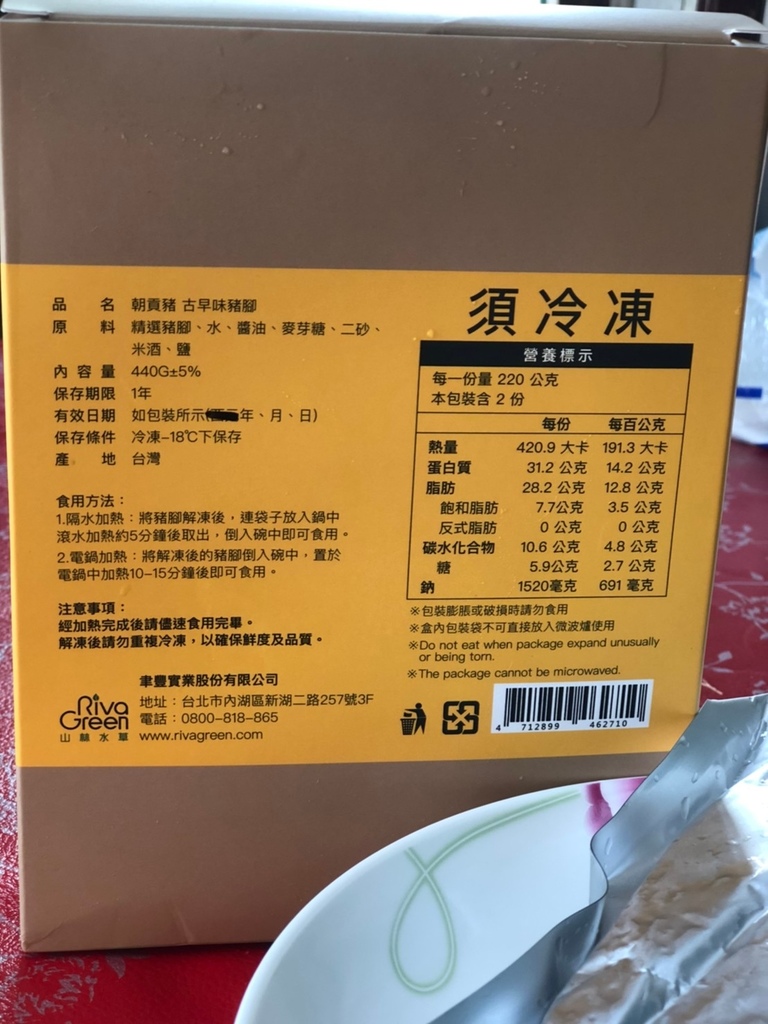 品名 朝貢豬 古早味豬腳
原料 精選豬腳、水、醬油、麥芽糖、二砂、
米酒、鹽
內容量 440G±5%
保存期限 1年
有效日期 如包裝所示( 年、月、日)
保存條件 冷凍-18℃下保存
產地 台灣
食用方法：
1.隔水加熱：將豬腳解凍後，連袋子放入鍋中
滾水加熱約5分鐘後取出，倒入碗中即可食用。
2.電鍋加熱：將解凍後的豬腳倒入碗中，置於
電鍋中加熱10-15分鐘後即可食用。
注意事項：
經加熱完成後請儘速食用完畢。
解凍後請勿重複冷凍，以確保鮮度及品質。
Riva Green
山林水草
聿豐實業股份有限公司
地址：台北市內湖區新湖二路257號3F
電話：0800-818-865
www.rivagreen.com
須冷凍
營養標示
每一份量 220 公克
本包裝含 2 份
每份 每百公克
熱量 420.9 大卡 191.3 大卡
蛋白質 31.2 公克 14.2 公克
脂肪 28.2 公克 12.8 公克
飽和脂肪 7.7公克 3.5 公克
反式脂肪 0 公克 0 公克
碳水化合物 10.6 公克 4.8 公克
糖 5.9公克 2.7 公克
鈉 1520毫克 691 毫克
※包裝膨脹或破損時請勿食用
※盒內包裝袋不可直接放入微波爐使用
※Do not eat when package expand unusually
or being torn.
※The package cannot be microwaved.
4 712899 462710